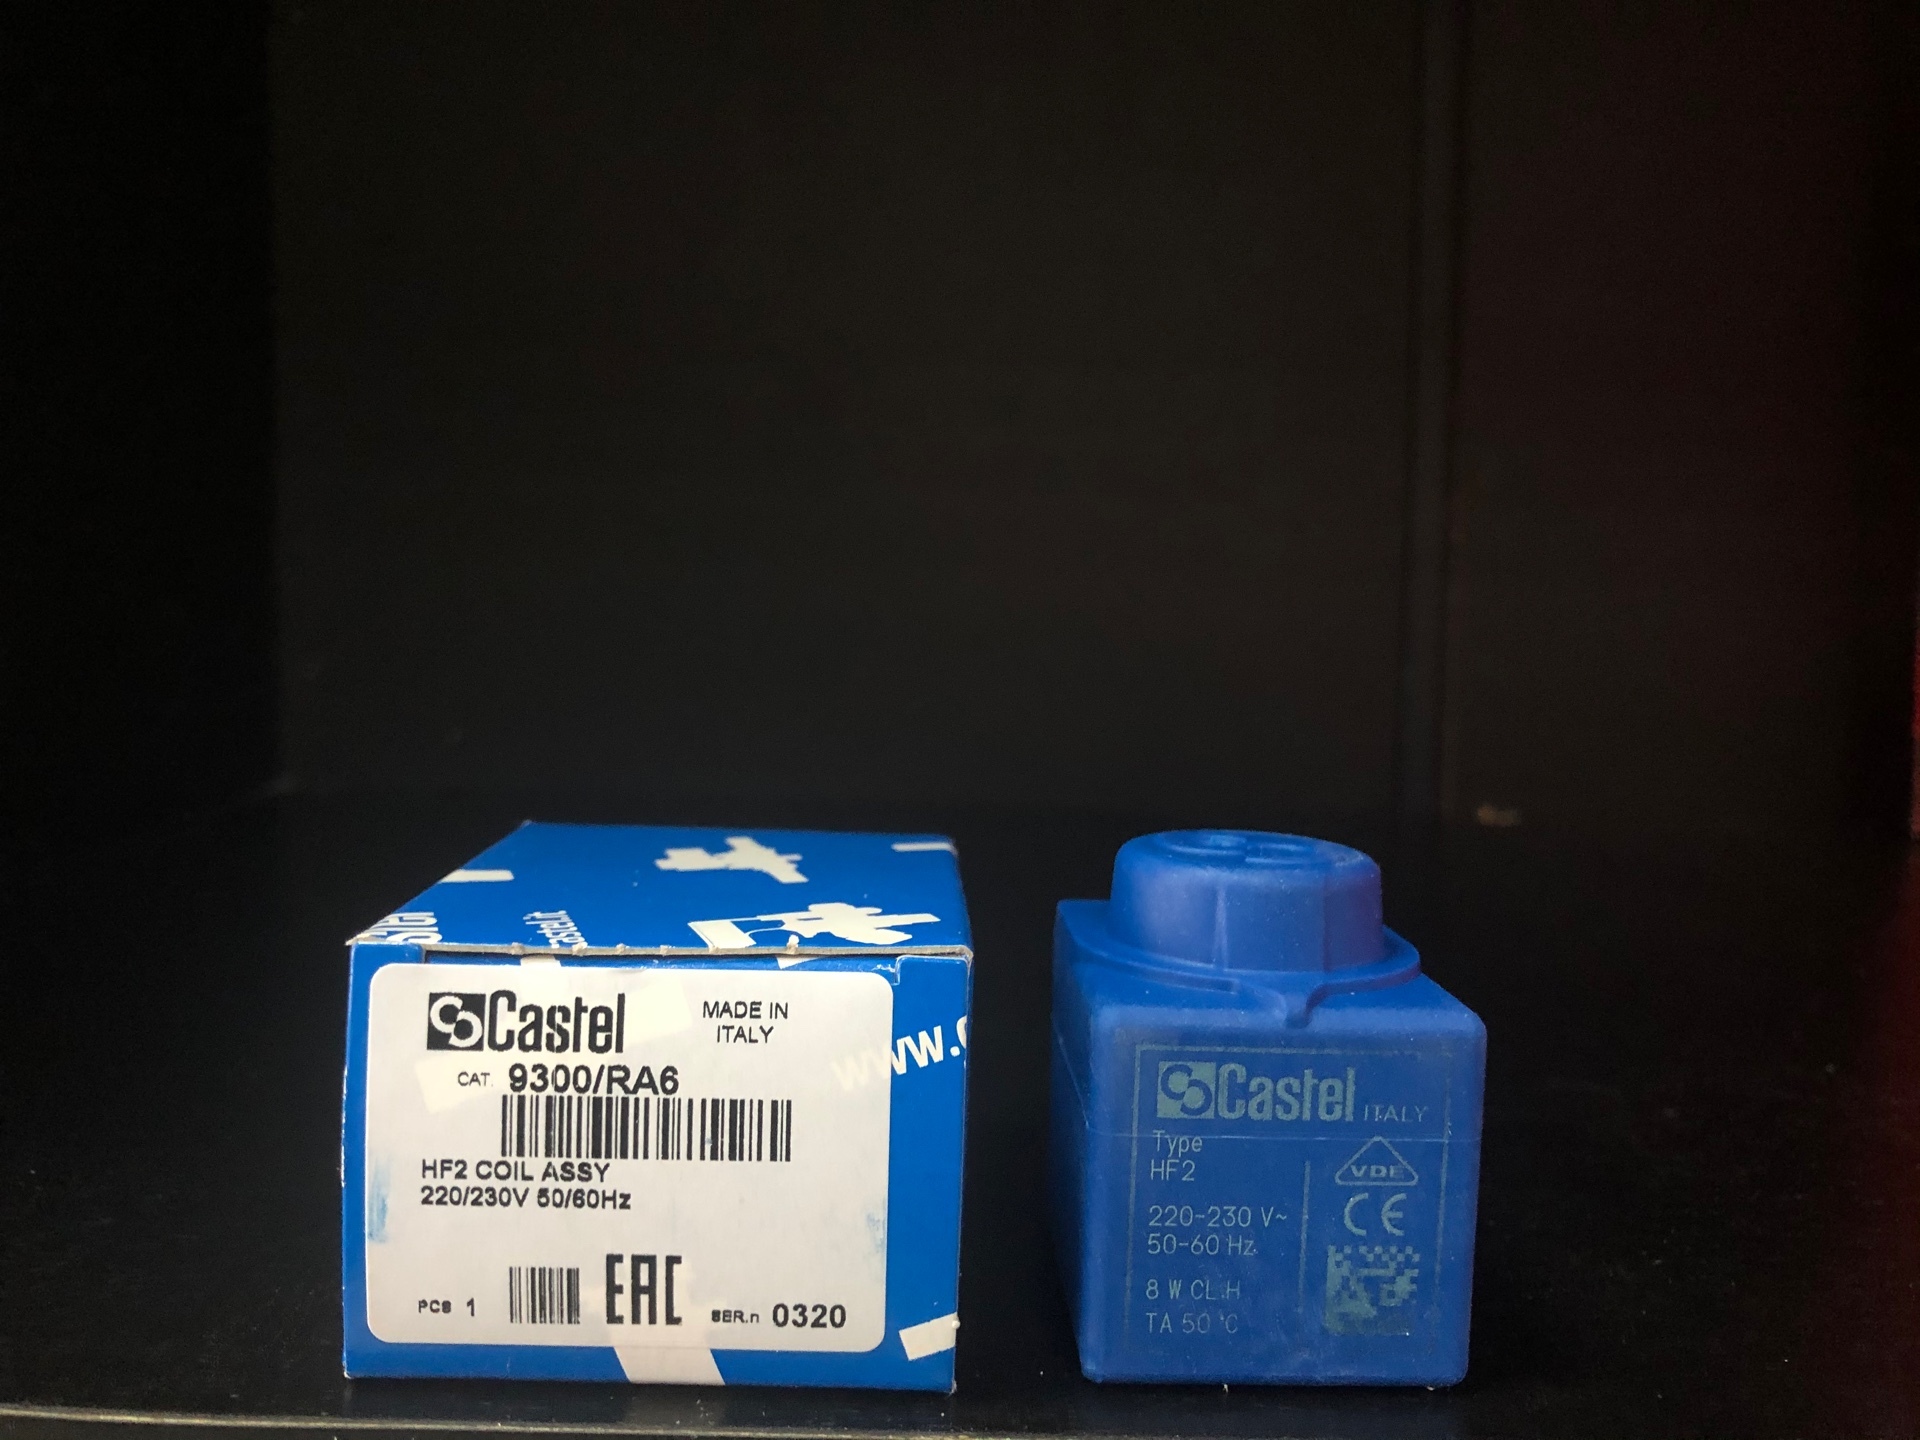 Castel
MADE IN
ITALY
CAT. 9300/RA6
HF2 COIL ASSY
220/230V 50/60Hz
PCS 1
EAC
SER.n 0320
www.
Castel ITALY
Type
HF2
VDE
220-230 V~
50-60 Hz
CE
8 W CL.H
TA 50 °C